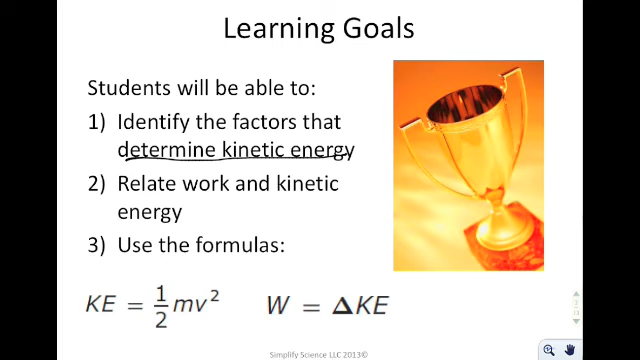 Learning Goals
Students will be able to:
1) Identify the factors that
determine kinetic energy
2) Relate work and kinetic
energy
3) Use the formulas:
KE = 1/2 mv² W = ΔKE
Simplify Science LLC 2013©